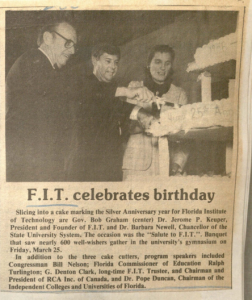 F.I.T. celebrates birthday
Slicing into a cake marking the Silver Anniversary year for Florida Institute
of Technology are Gov. Bob Graham (center) Dr. Jerome P. Keuper,
President and Founder of F.I.T. and Dr. Barbara Newell, Chancellor of the
State University System. The occasion was the "Salute to F.I.T.". Banquet
that saw nearly 600 well-wishers gather in the university's gymnasium on
Friday, March 25.
In addition to the three cake cutters, program speakers included
Congressman Bill Nelson; Florida Commissioner of Education Ralph
Turlington; G. Denton Clark, long-time F.I.T. Trustee, and Chairman and
President of RCA Inc. of Canada, and Dr. Pope Duncan, Chairman of the
Independent Colleges and Universities of Florida.